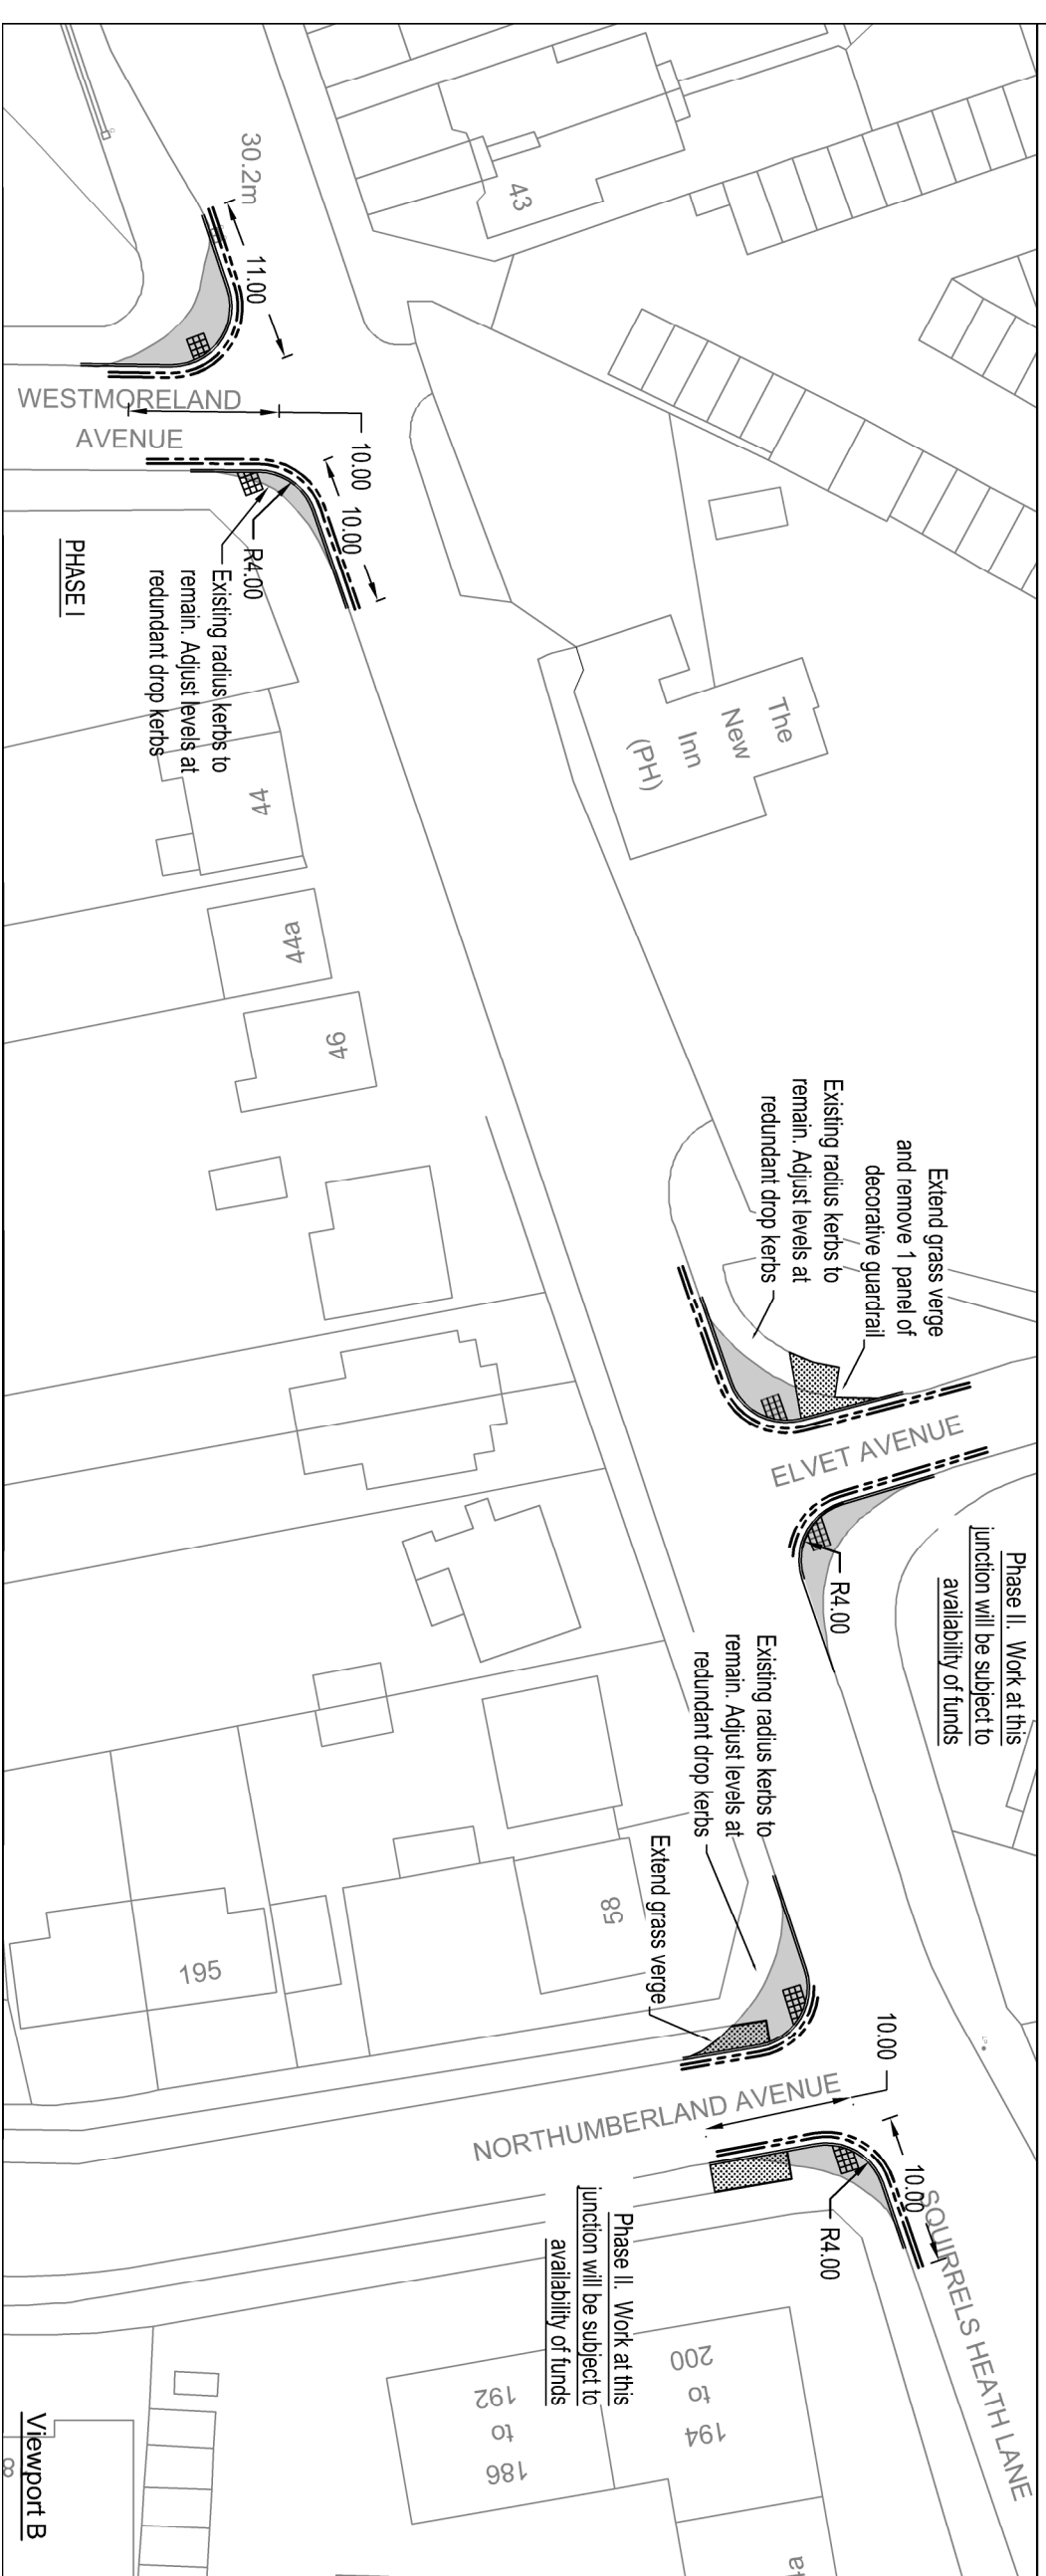 30.2m
11.00
WESTMORELAND
AVENUE
10.00
10.00
R4.00
Existing radius kerbs to
remain. Adjust levels at
redundant drop kerbs
PHASE I
43
The
New
Inn
(PH)
44
44a
46
Extend grass verge
and remove 1 panel of
decorative guardrail
Existing radius kerbs to
remain. Adjust levels at
redundant drop kerbs
ELVET AVENUE
R4.00
Phase II. Work at this
junction will be subject to
availability of funds
Existing radius kerbs to
remain. Adjust levels at
redundant drop kerbs
Extend grass verge
58
195
10.00
NORTHUMBERLAND AVENUE
10.00
R4.00
SQUIRRELS HEATH LANE
Phase II. Work at this
junction will be subject to
availability of funds
200
to
194
192
to
186
8
Viewport B